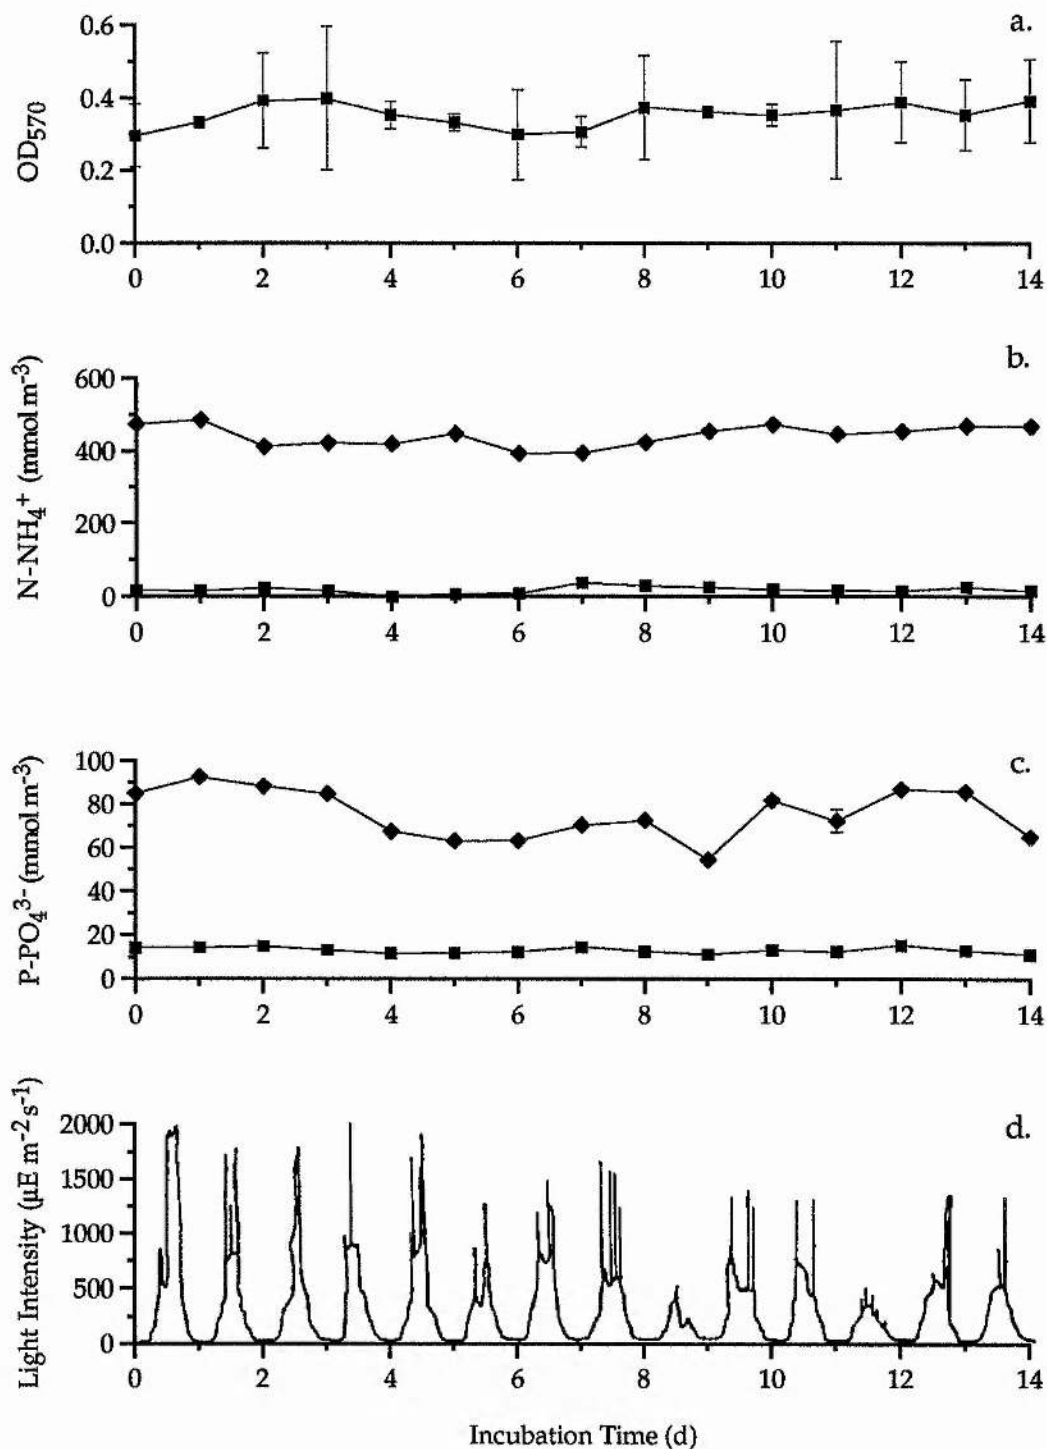 a.
OD570
0.6
0.4
0.2
0.0
0 2 4 6 8 10 12 14
b.
N-NH4+ (mmol m-3)
600
400
200
0
0 2 4 6 8 10 12 14
c.
P-PO43- (mmol m-3)
100
80
60
40
20
0
0 2 4 6 8 10 12 14
d.
Light Intensity (µE m-2s-1)
2000
1500
1000
500
0
0 2 4 6 8 10 12 14
Incubation Time (d)